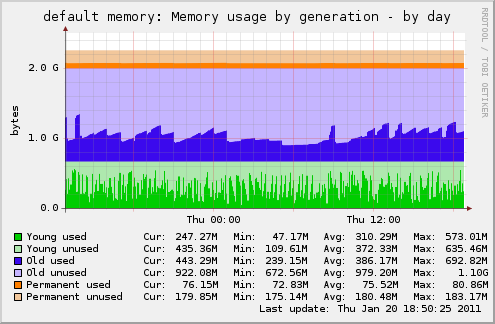 default memory: Memory usage by generation - by day
RRDTOOL / TOBI OETIKER
bytes
2.0 G
1.0 G
0.0
Thu 00:00 Thu 12:00
Young used Cur: 247.27M Min: 47.17M Avg: 310.29M Max: 573.01M
Young unused Cur: 435.36M Min: 109.61M Avg: 372.33M Max: 635.46M
Old used Cur: 443.29M Min: 239.15M Avg: 386.17M Max: 692.82M
Old unused Cur: 922.08M Min: 672.56M Avg: 979.20M Max: 1.10G
Permanent used Cur: 76.15M Min: 72.83M Avg: 75.52M Max: 80.86M
Permanent unused Cur: 179.85M Min: 175.14M Avg: 180.48M Max: 183.17M
Last update: Thu Jan 20 18:50:25 2011